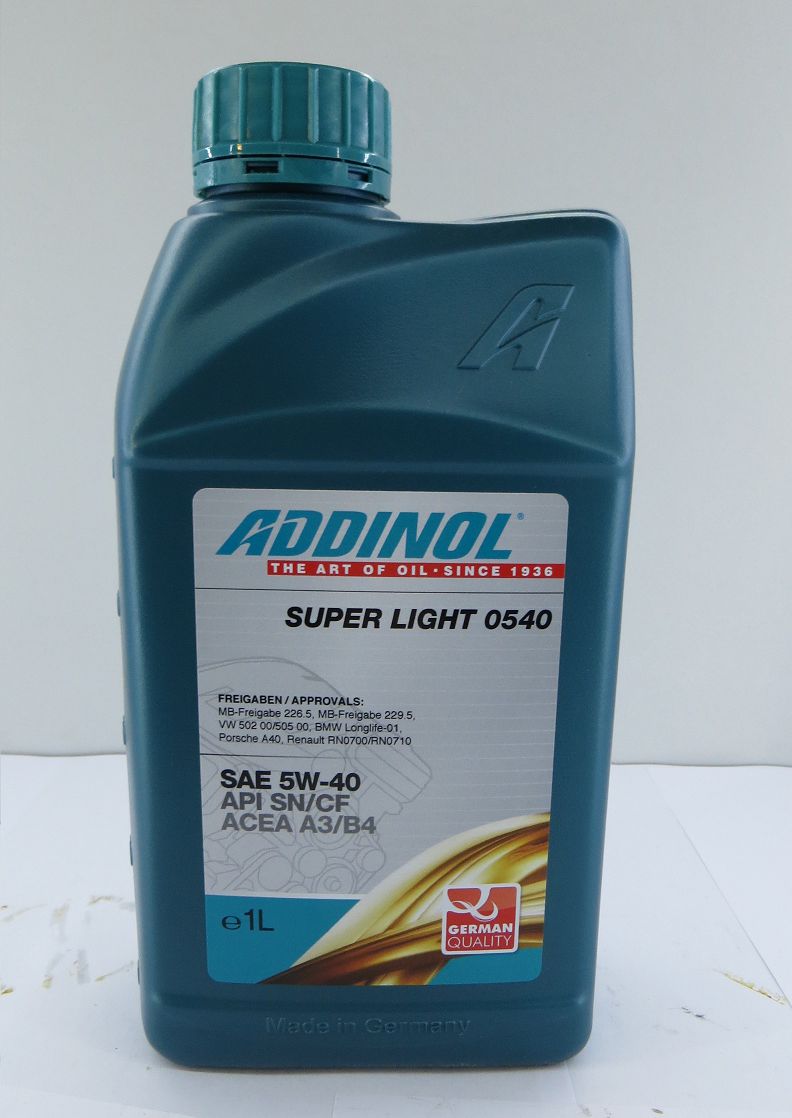 ADDINOL®
THE ART OF OIL · SINCE 1936
SUPER LIGHT 0540
FREIGABEN / APPROVALS:
MB-Freigabe 226.5, MB-Freigabe 229.5,
VW 502 00/505 00, BMW Longlife-01,
Porsche A40, Renault RN0700/RN0710
SAE 5W-40
API SN/CF
ACEA A3/B4
℮1L
GERMAN
QUALITY
Made in Germany